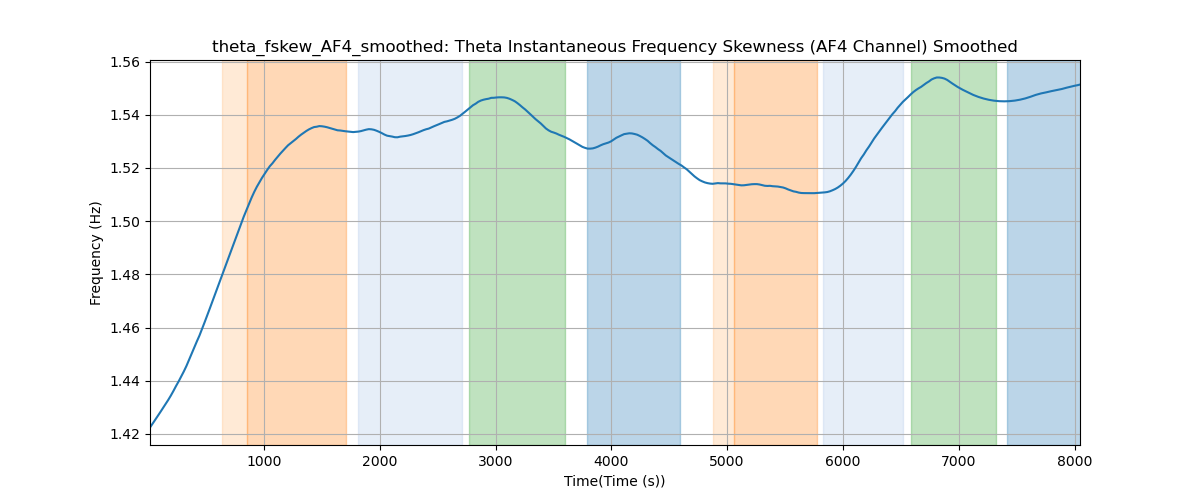 theta_fskew_AF4_smoothed: Theta Instantaneous Frequency Skewness (AF4 Channel) Smoothed
1.56
1.54
1.52
1.50
1.48
1.46
1.44
1.42
Frequency (Hz)
1000 2000 3000 4000 5000 6000 7000 8000
Time(Time (s))